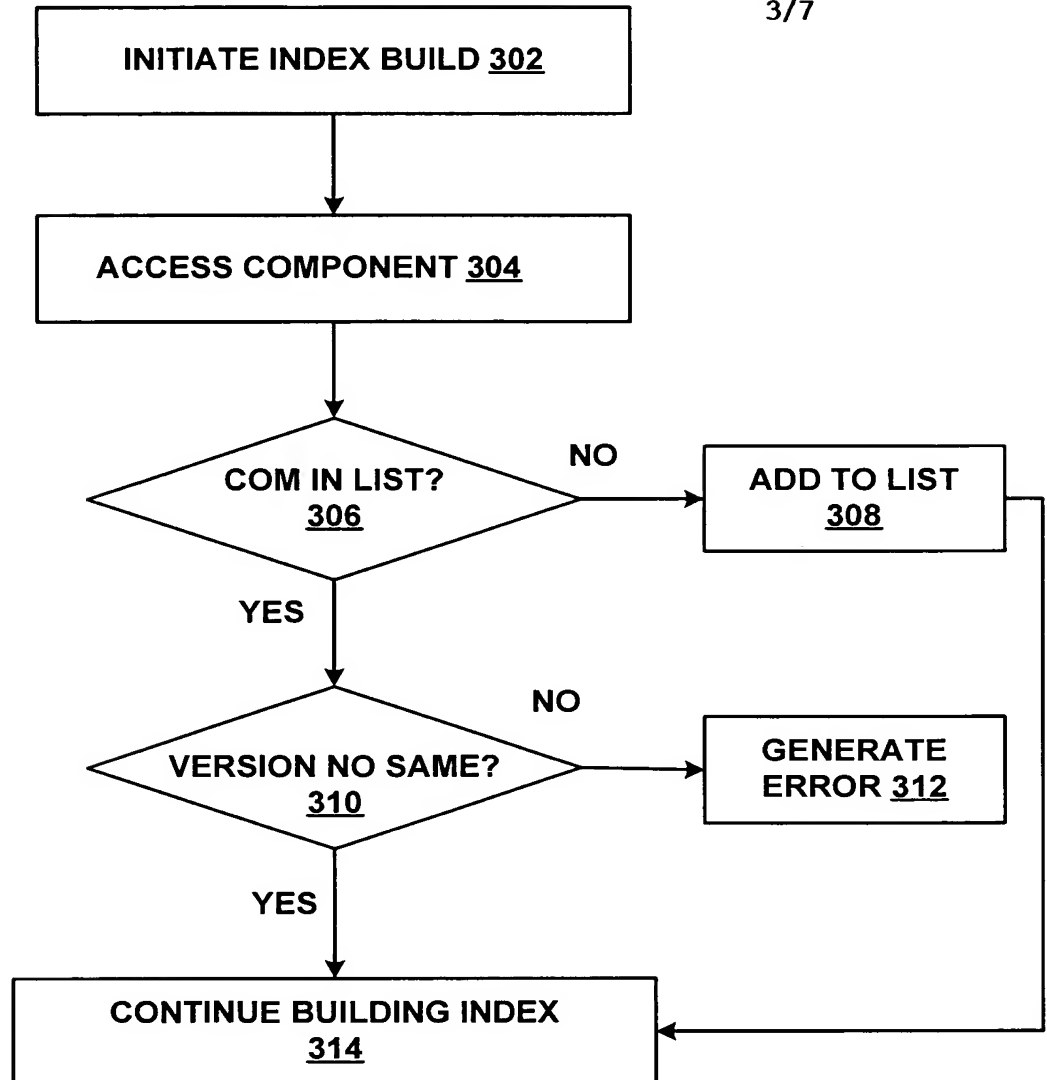 3/7
INITIATE INDEX BUILD 302
ACCESS COMPONENT 304
COM IN LIST?
306
NO
ADD TO LIST
308
YES
VERSION NO SAME?
310
NO
GENERATE
ERROR 312
YES
CONTINUE BUILDING INDEX
314